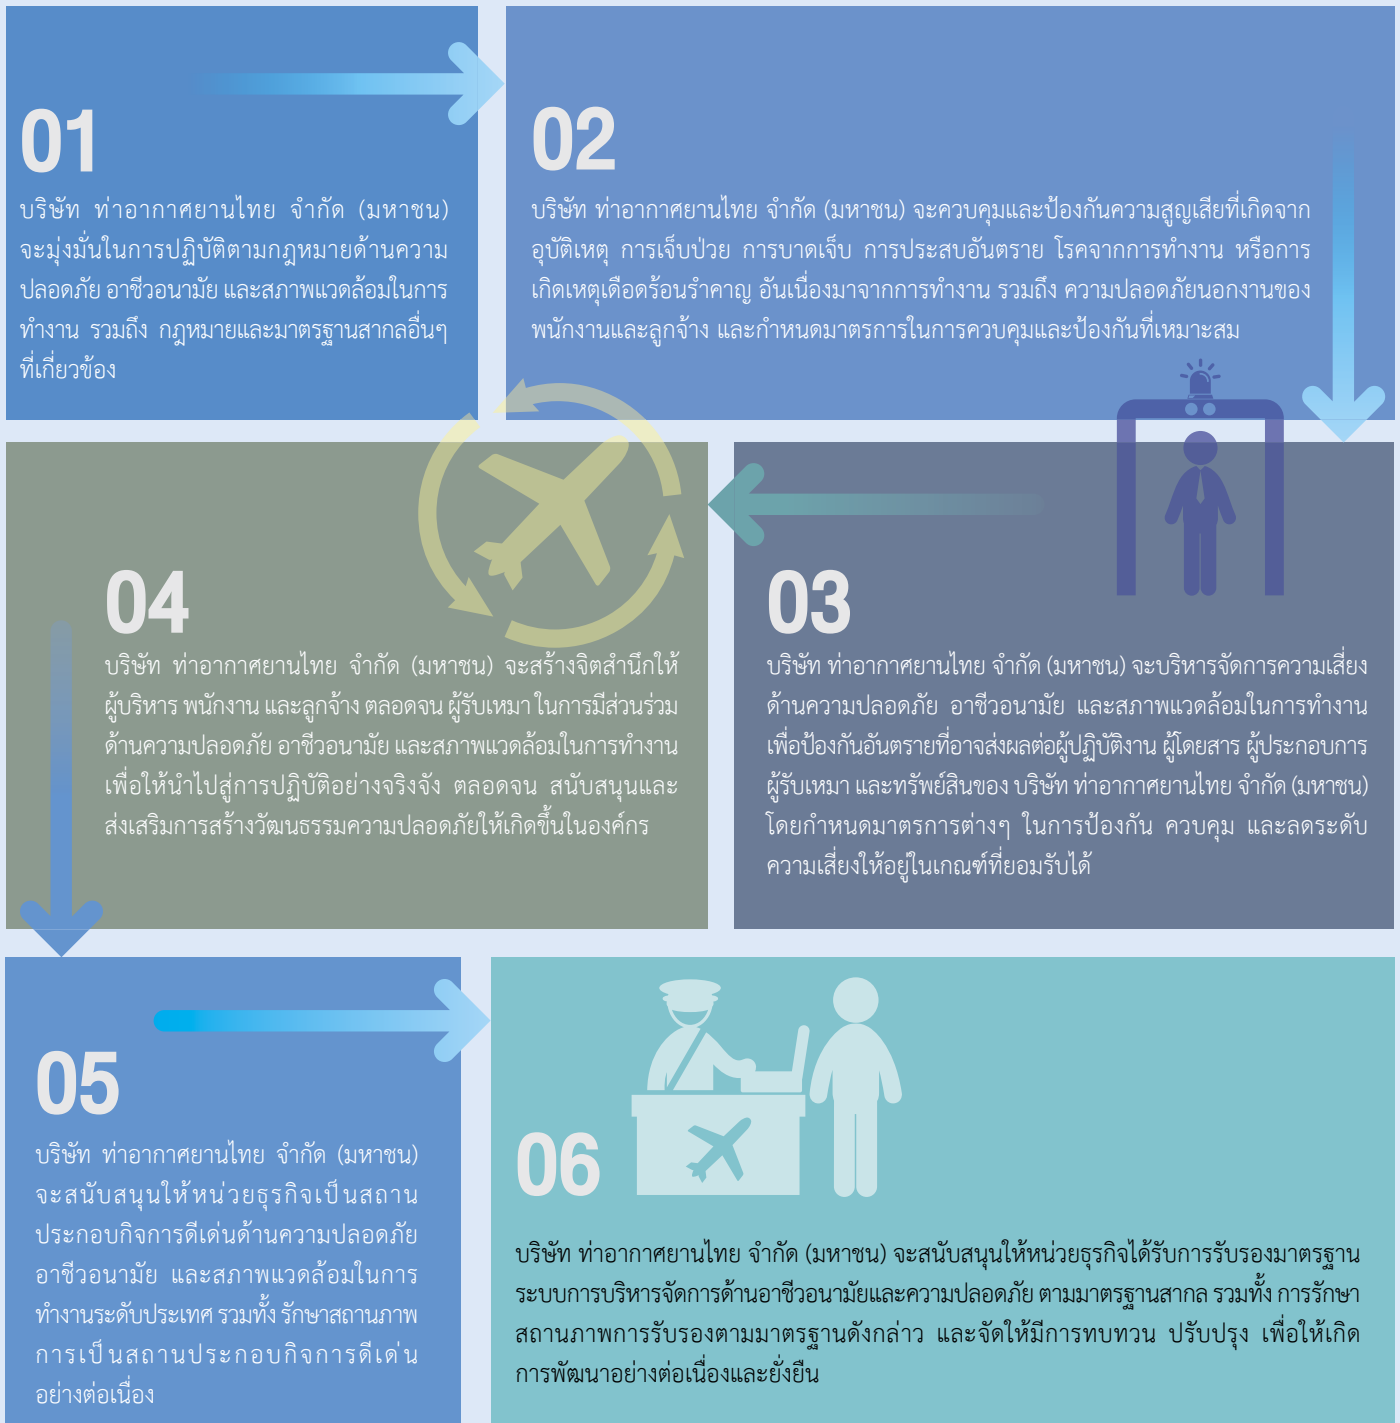 01
บริษัท ท่าอากาศยานไทย จำกัด (มหาชน)
จะมุ่งมั่นในการปฏิบัติตามกฎหมายด้านความ
ปลอดภัย อาชีวอนามัย และสภาพแวดล้อมในการ
ทำงาน รวมถึง กฎหมายและมาตรฐานสากลอื่นๆ
ที่เกี่ยวข้อง
02
บริษัท ท่าอากาศยานไทย จำกัด (มหาชน) จะควบคุมและป้องกันความสูญเสียที่เกิดจาก
อุบัติเหตุ การเจ็บป่วย การบาดเจ็บ การประสบอันตราย โรคจากการทำงาน หรือการ
เกิดเหตุเดือดร้อนรำคาญ อันเนื่องมาจากการทำงาน รวมถึง ความปลอดภัยนอกงานของ
พนักงานและลูกจ้าง และกำหนดมาตรการในการควบคุมและป้องกันที่เหมาะสม
03
บริษัท ท่าอากาศยานไทย จำกัด (มหาชน) จะบริหารจัดการความเสี่ยง
ด้านความปลอดภัย อาชีวอนามัย และสภาพแวดล้อมในการทำงาน
เพื่อป้องกันอันตรายที่อาจส่งผลต่อผู้ปฏิบัติงาน ผู้โดยสาร ผู้ประกอบการ
ผู้รับเหมา และทรัพย์สินของ บริษัท ท่าอากาศยานไทย จำกัด (มหาชน)
โดยกำหนดมาตรการต่างๆ ในการป้องกัน ควบคุม และลดระดับ
ความเสี่ยงให้อยู่ในเกณฑ์ที่ยอมรับได้
04
บริษัท ท่าอากาศยานไทย จำกัด (มหาชน) จะสร้างจิตสำนึกให้
ผู้บริหาร พนักงาน และลูกจ้าง ตลอดจน ผู้รับเหมา ในการมีส่วนร่วม
ด้านความปลอดภัย อาชีวอนามัย และสภาพแวดล้อมในการทำงาน
เพื่อให้นำไปสู่การปฏิบัติอย่างจริงจัง ตลอดจน สนับสนุนและ
ส่งเสริมการสร้างวัฒนธรรมความปลอดภัยให้เกิดขึ้นในองค์กร
05
บริษัท ท่าอากาศยานไทย จำกัด (มหาชน)
จะสนับสนุนให้หน่วยธุรกิจเป็นสถาน
ประกอบกิจการดีเด่นด้านความปลอดภัย
อาชีวอนามัย และสภาพแวดล้อมในการ
ทำงานระดับประเทศ รวมทั้ง รักษาสถานภาพ
การเป็นสถานประกอบกิจการดีเด่น
อย่างต่อเนื่อง
06
บริษัท ท่าอากาศยานไทย จำกัด (มหาชน) จะสนับสนุนให้หน่วยธุรกิจได้รับการรับรองมาตรฐาน
ระบบการบริหารจัดการด้านอาชีวอนามัยและความปลอดภัย ตามมาตรฐานสากล รวมทั้ง การรักษา
สถานภาพการรับรองตามมาตรฐานดังกล่าว และจัดให้มีการทบทวน ปรับปรุง เพื่อให้เกิด
การพัฒนาอย่างต่อเนื่องและยั่งยืน